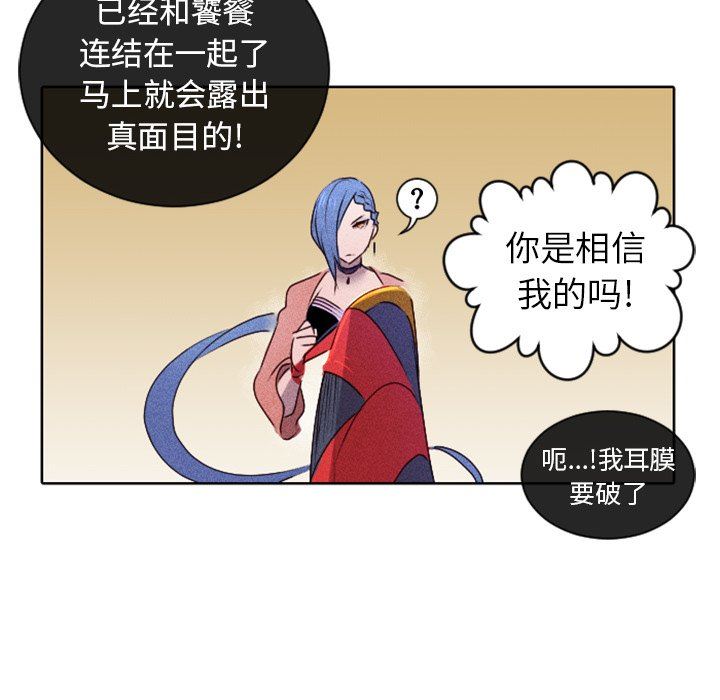 已经和饕餮
连结在一起了
马上就会露出
真面目的!
?
你是相信
我的吗!
呃...!我耳膜
要破了